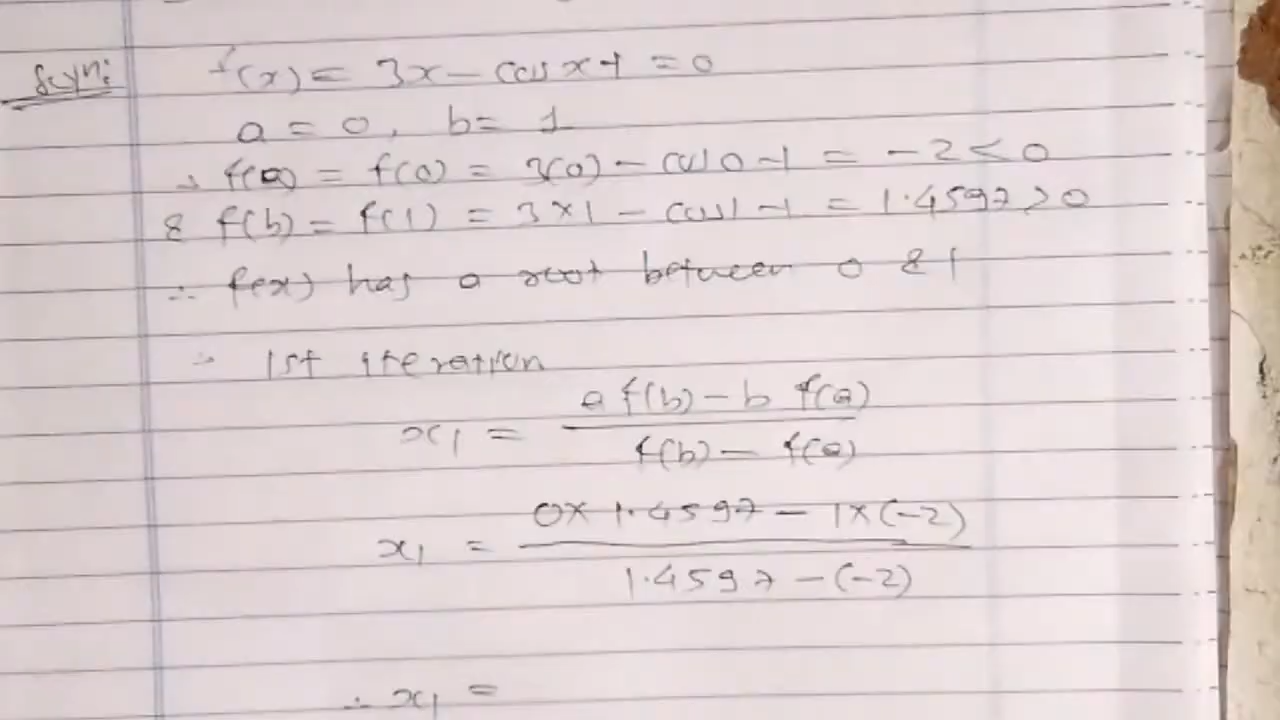 Soln:
f(x) = 3x - cos x - 1 = 0
a = 0, b = 1
∴ f(a) = f(0) = 3(0) - cos 0 - 1 = -2 < 0
& f(b) = f(1) = 3×1 - cos 1 - 1 = 1.4597 > 0
∴ f(x) has a root between 0 & 1
∴ 1st iteration
x₁ = a f(b) - b f(a) / f(b) - f(a)
x₁ = 0×1.4597 - 1×(-2) / 1.4597 - (-2)
∴ x₁ =